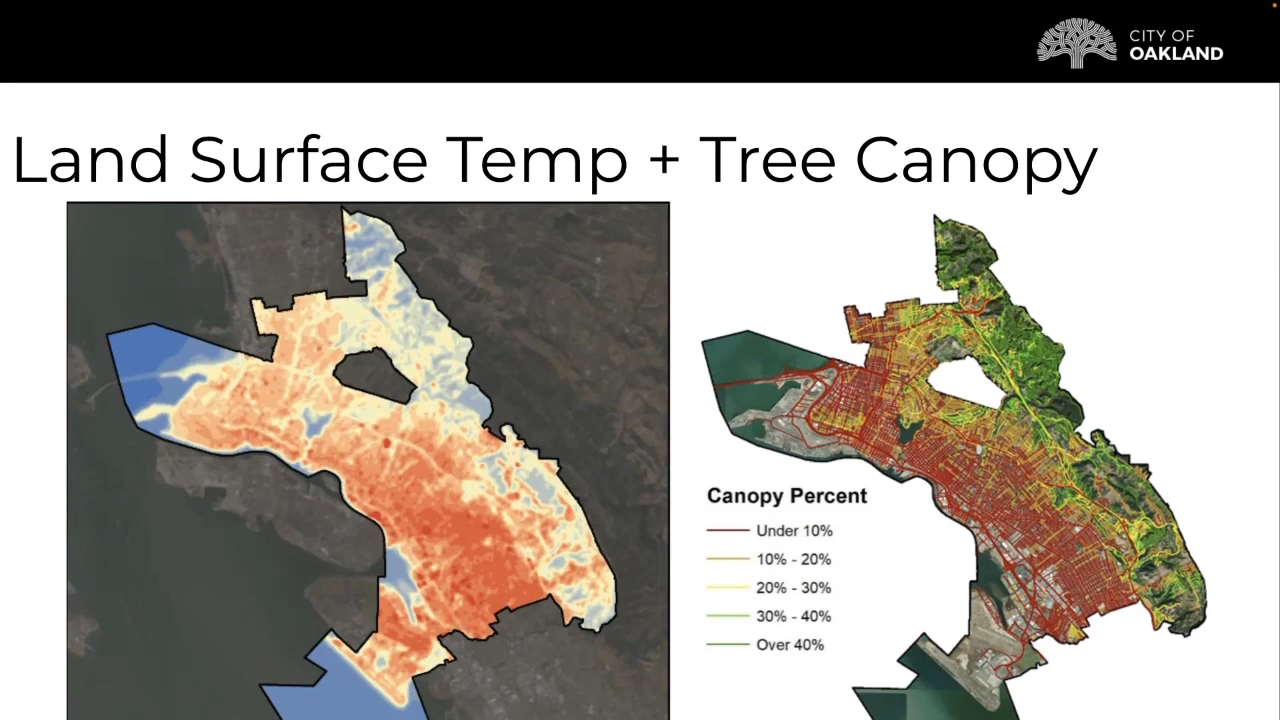 CITY OF
OAKLAND
Land Surface Temp + Tree Canopy
Canopy Percent
Under 10%
10% - 20%
20% - 30%
30% - 40%
Over 40%